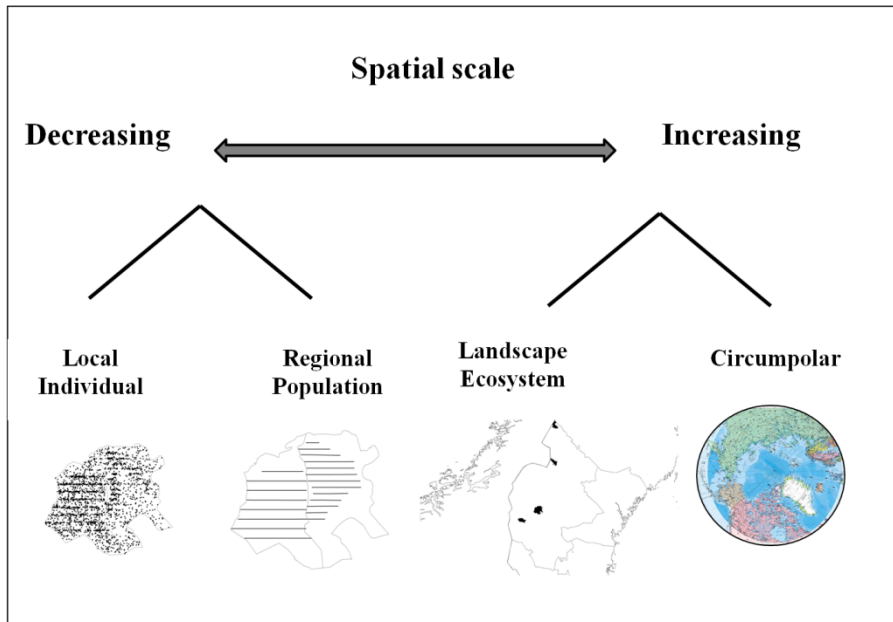 Spatial scale
Decreasing
Increasing
Local
Individual
Regional
Population
Landscape
Ecosystem
Circumpolar